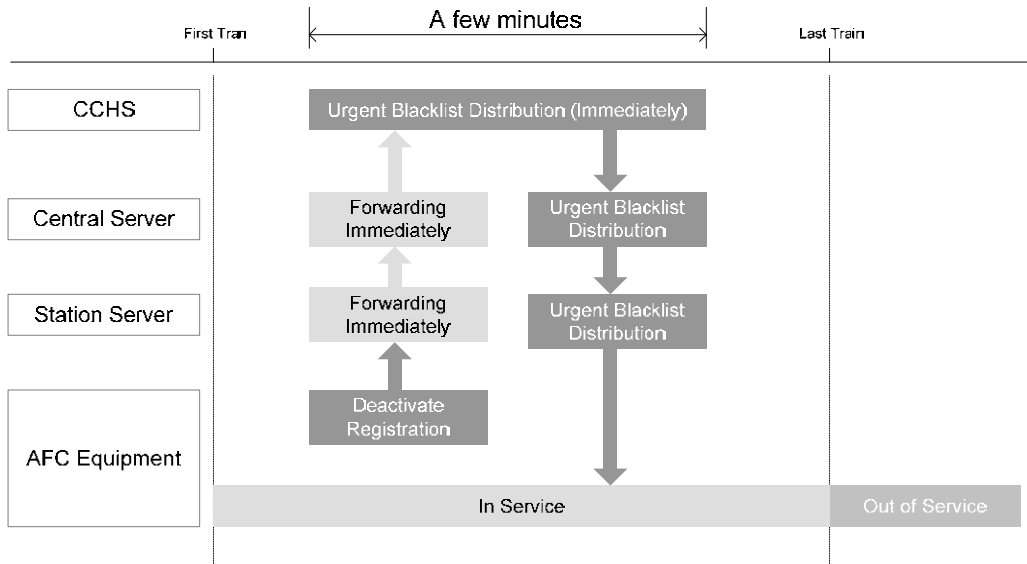 A few minutes
First Tran
Last Train
CCHS
Urgent Blacklist Distribution (Immediately)
Central Server
Forwarding
Immediately
Urgent Blacklist
Distribution
Station Server
Forwarding
Immediately
Urgent Blacklist
Distribution
AFC Equipment
Deactivate
Registration
In Service
Out of Service